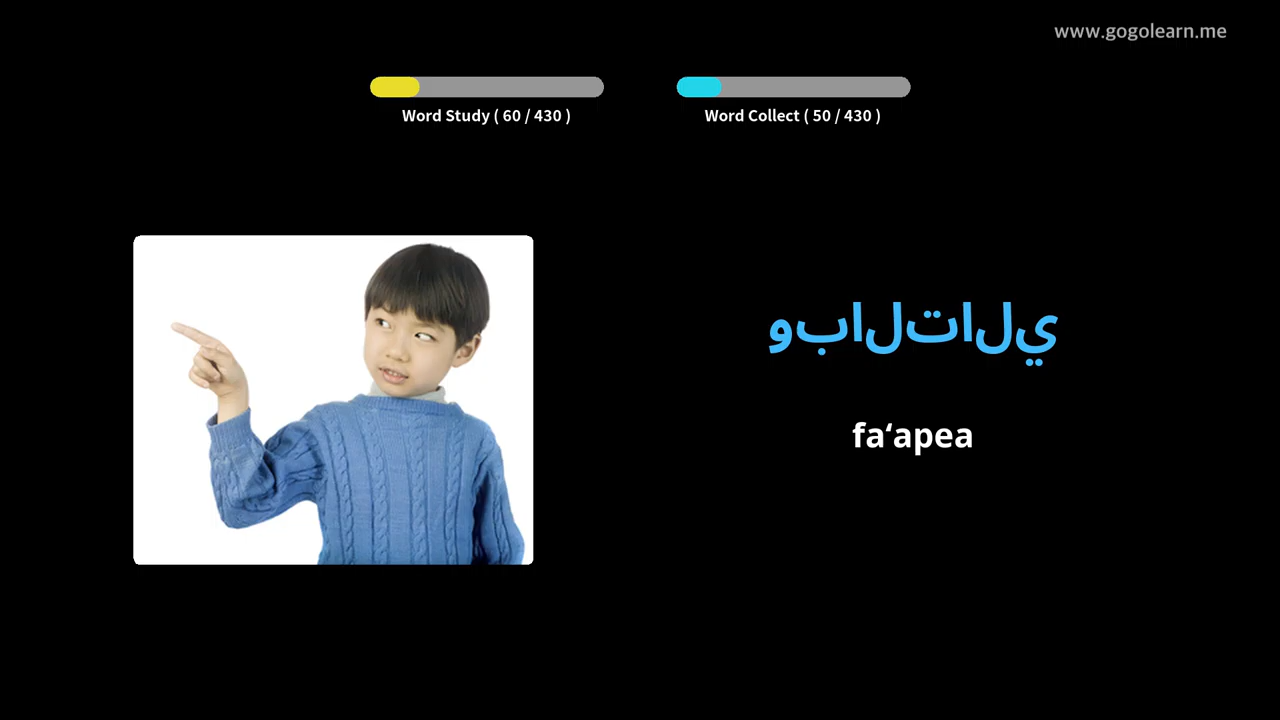 www.gogolearn.me
Word Study ( 60 / 430 )
Word Collect ( 50 / 430 )
وبالتالي
fa‘apea